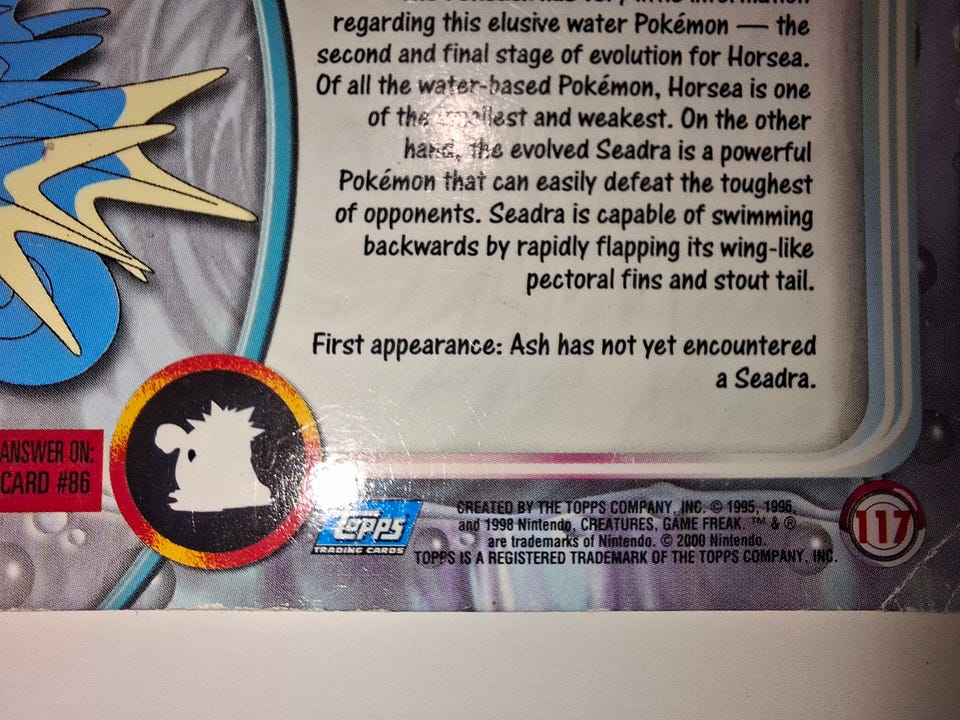 regarding this elusive water Pokémon — the
second and final stage of evolution for Horsea.
Of all the water-based Pokémon, Horsea is one
of the smallest and weakest. On the other
hand, the evolved Seadra is a powerful
Pokémon that can easily defeat the toughest
of opponents. Seadra is capable of swimming
backwards by rapidly flapping its wing-like
pectoral fins and stout tail.
First appearance: Ash has not yet encountered
a Seadra.
ANSWER ON:
CARD #86
TOPPS
TRADING CARDS
CREATED BY THE TOPPS COMPANY, INC. © 1995, 1996,
and 1998 Nintendo, CREATURES, GAME FREAK. ™ & ®
are trademarks of Nintendo. © 2000 Nintendo.
TOPPS IS A REGISTERED TRADEMARK OF THE TOPPS COMPANY, INC.
117